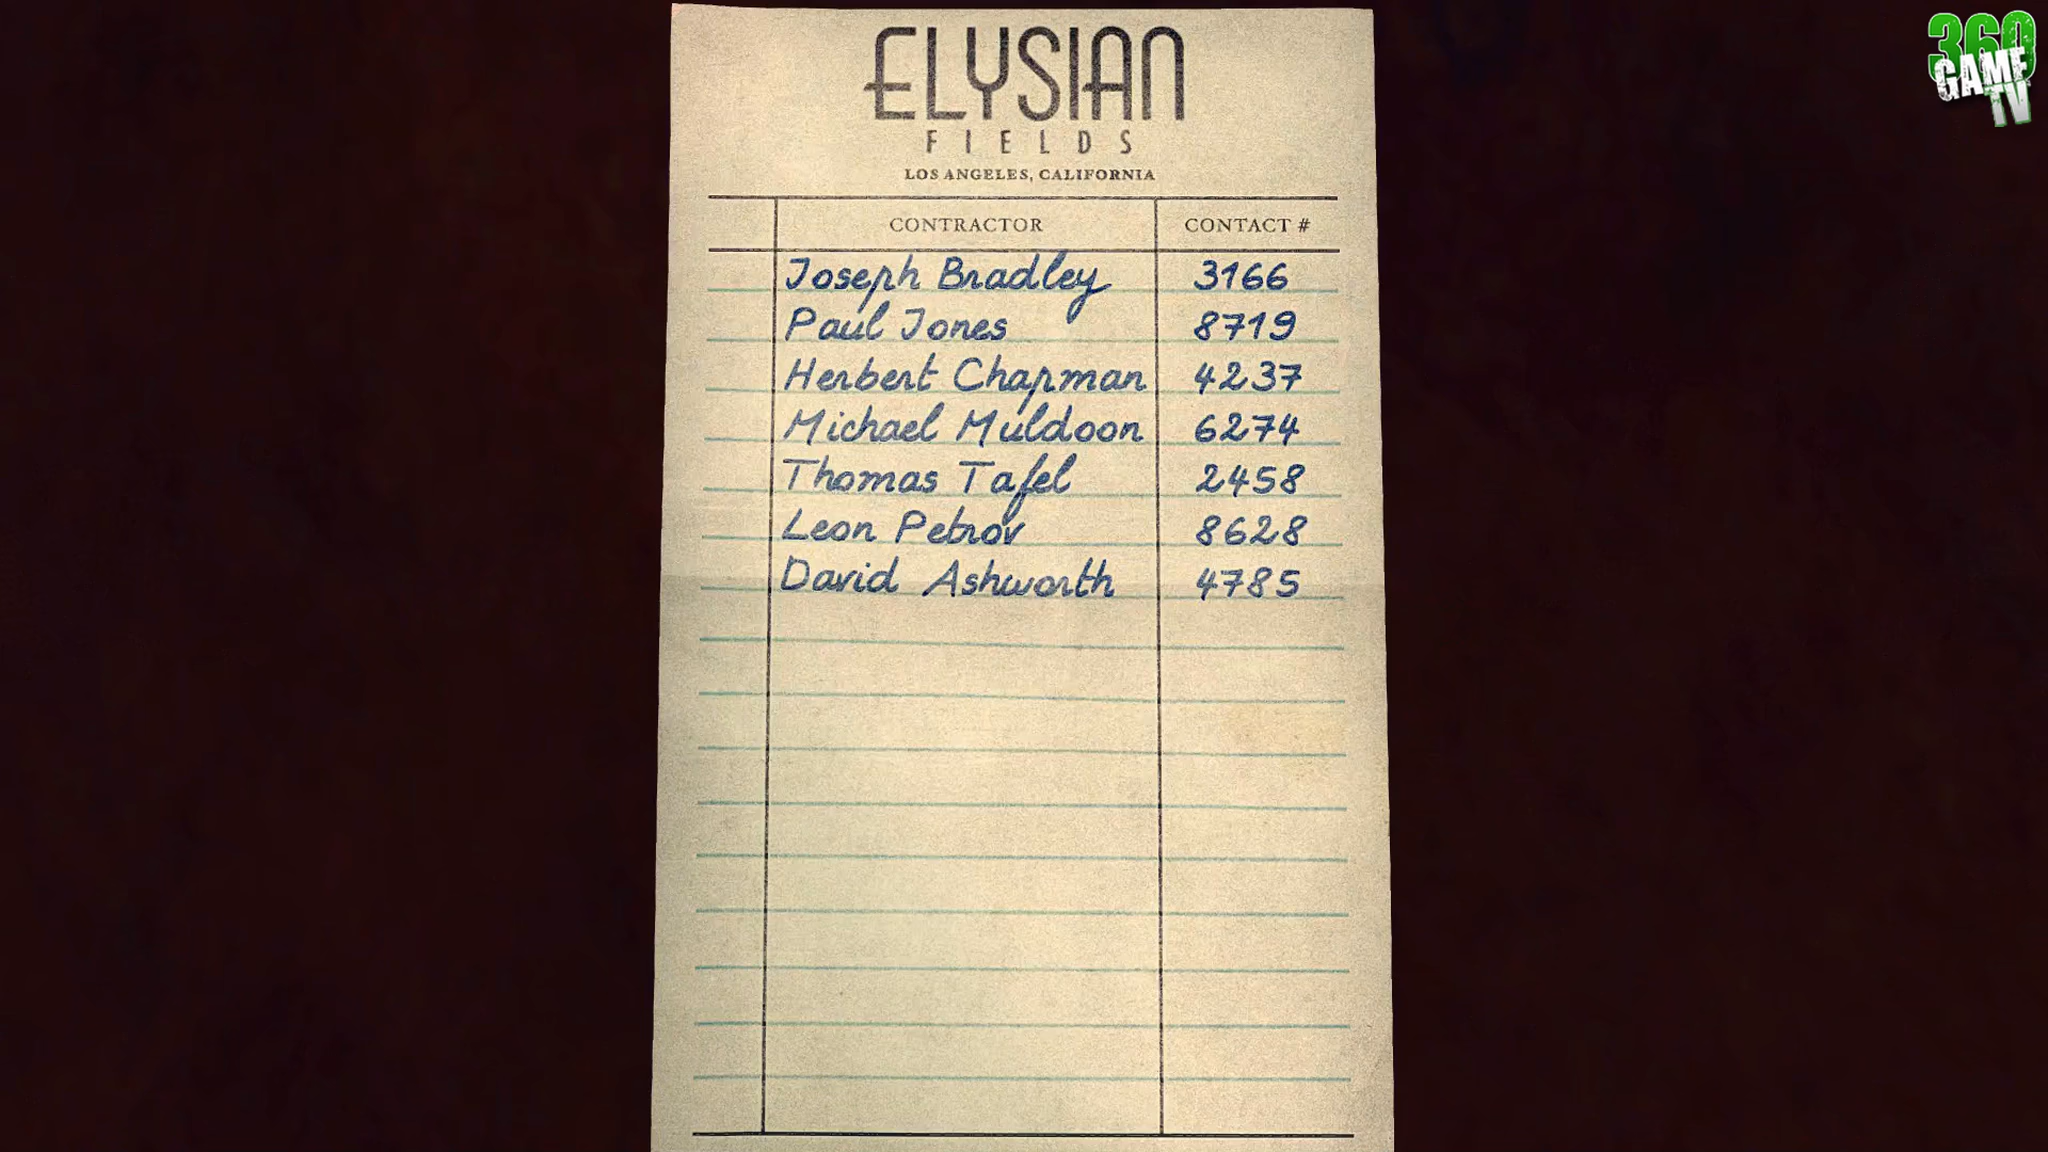 ELYSIAN
FIELDS
LOS ANGELES, CALIFORNIA
CONTRACTOR CONTACT #
Joseph Bradley 3166
Paul Jones 8719
Herbert Chapman 4237
Michael Muldoon 6274
Thomas Tafel 2458
Leon Petrov 8628
David Ashworth 4785
360
GAME
TV